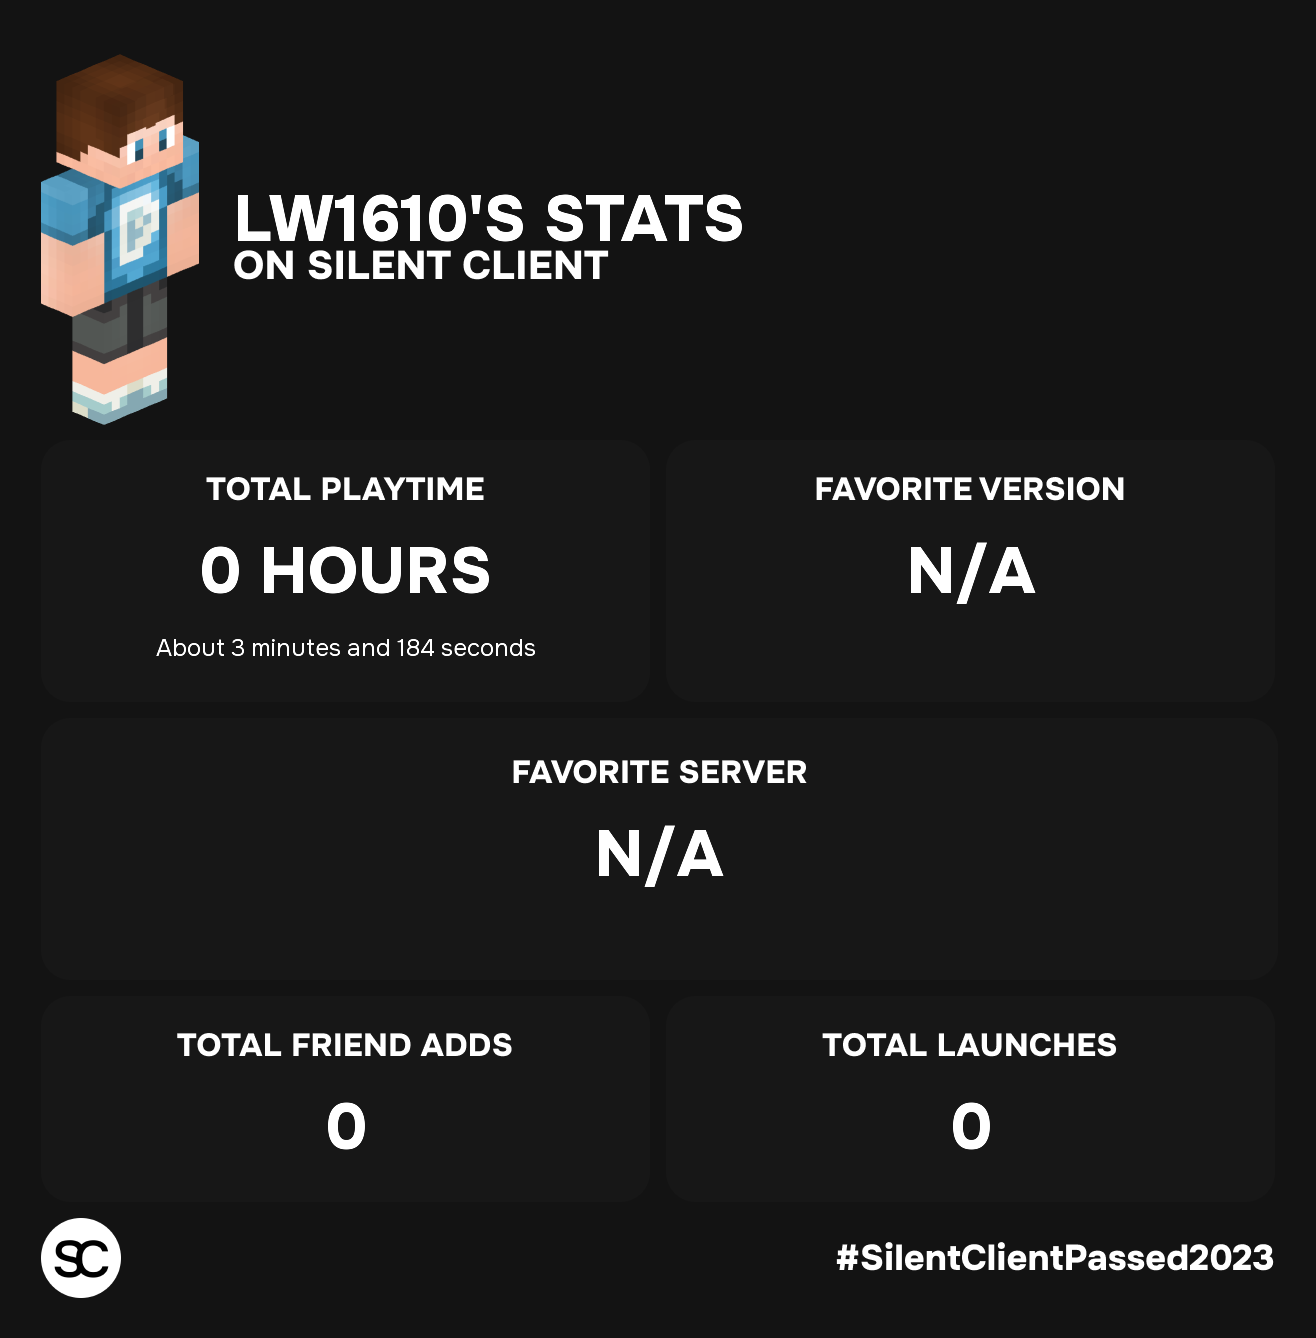 LW1610'S STATS
ON SILENT CLIENT
TOTAL PLAYTIME
0 HOURS
About 3 minutes and 184 seconds
FAVORITE VERSION
N/A
FAVORITE SERVER
N/A
TOTAL FRIEND ADDS
0
TOTAL LAUNCHES
0
SC
#SilentClientPassed2023